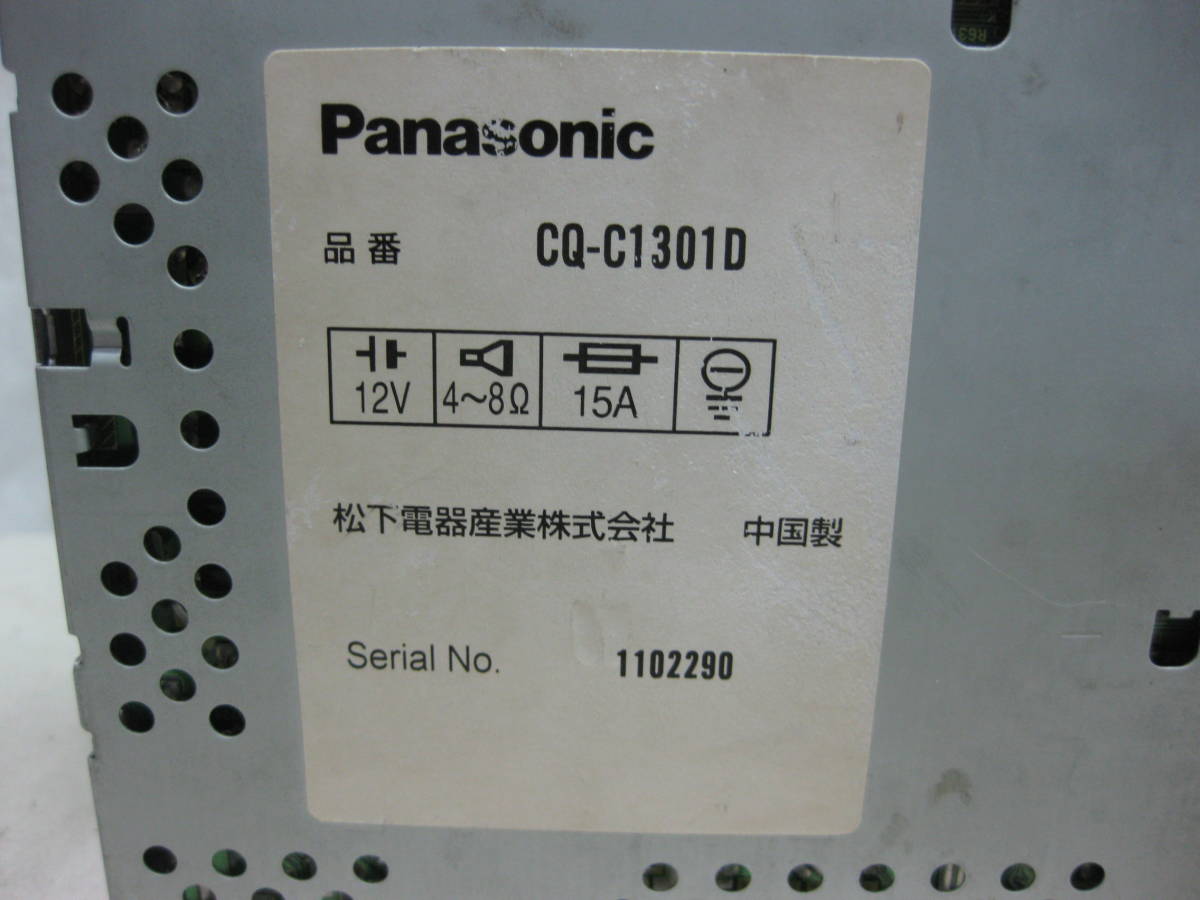 R63
Panasonic
品番 CQ-C1301D
12V 4～8Ω 15A
松下電器産業株式会社 中国製
Serial No. 1102290